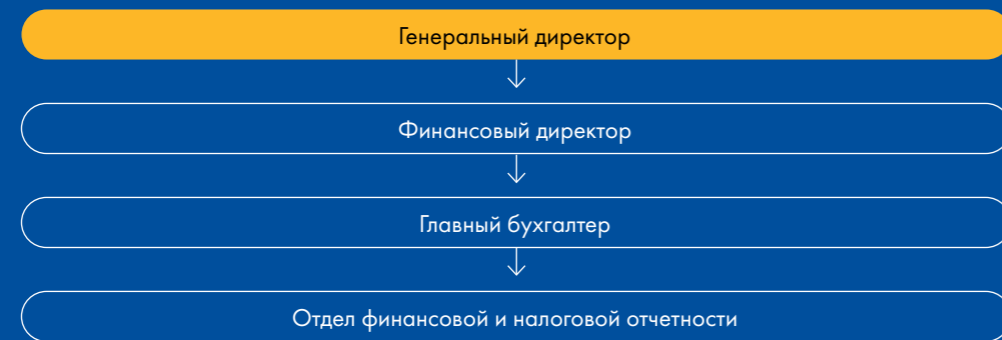 Генеральный директор
Финансовый директор
Главный бухгалтер
Отдел финансовой и налоговой отчетности